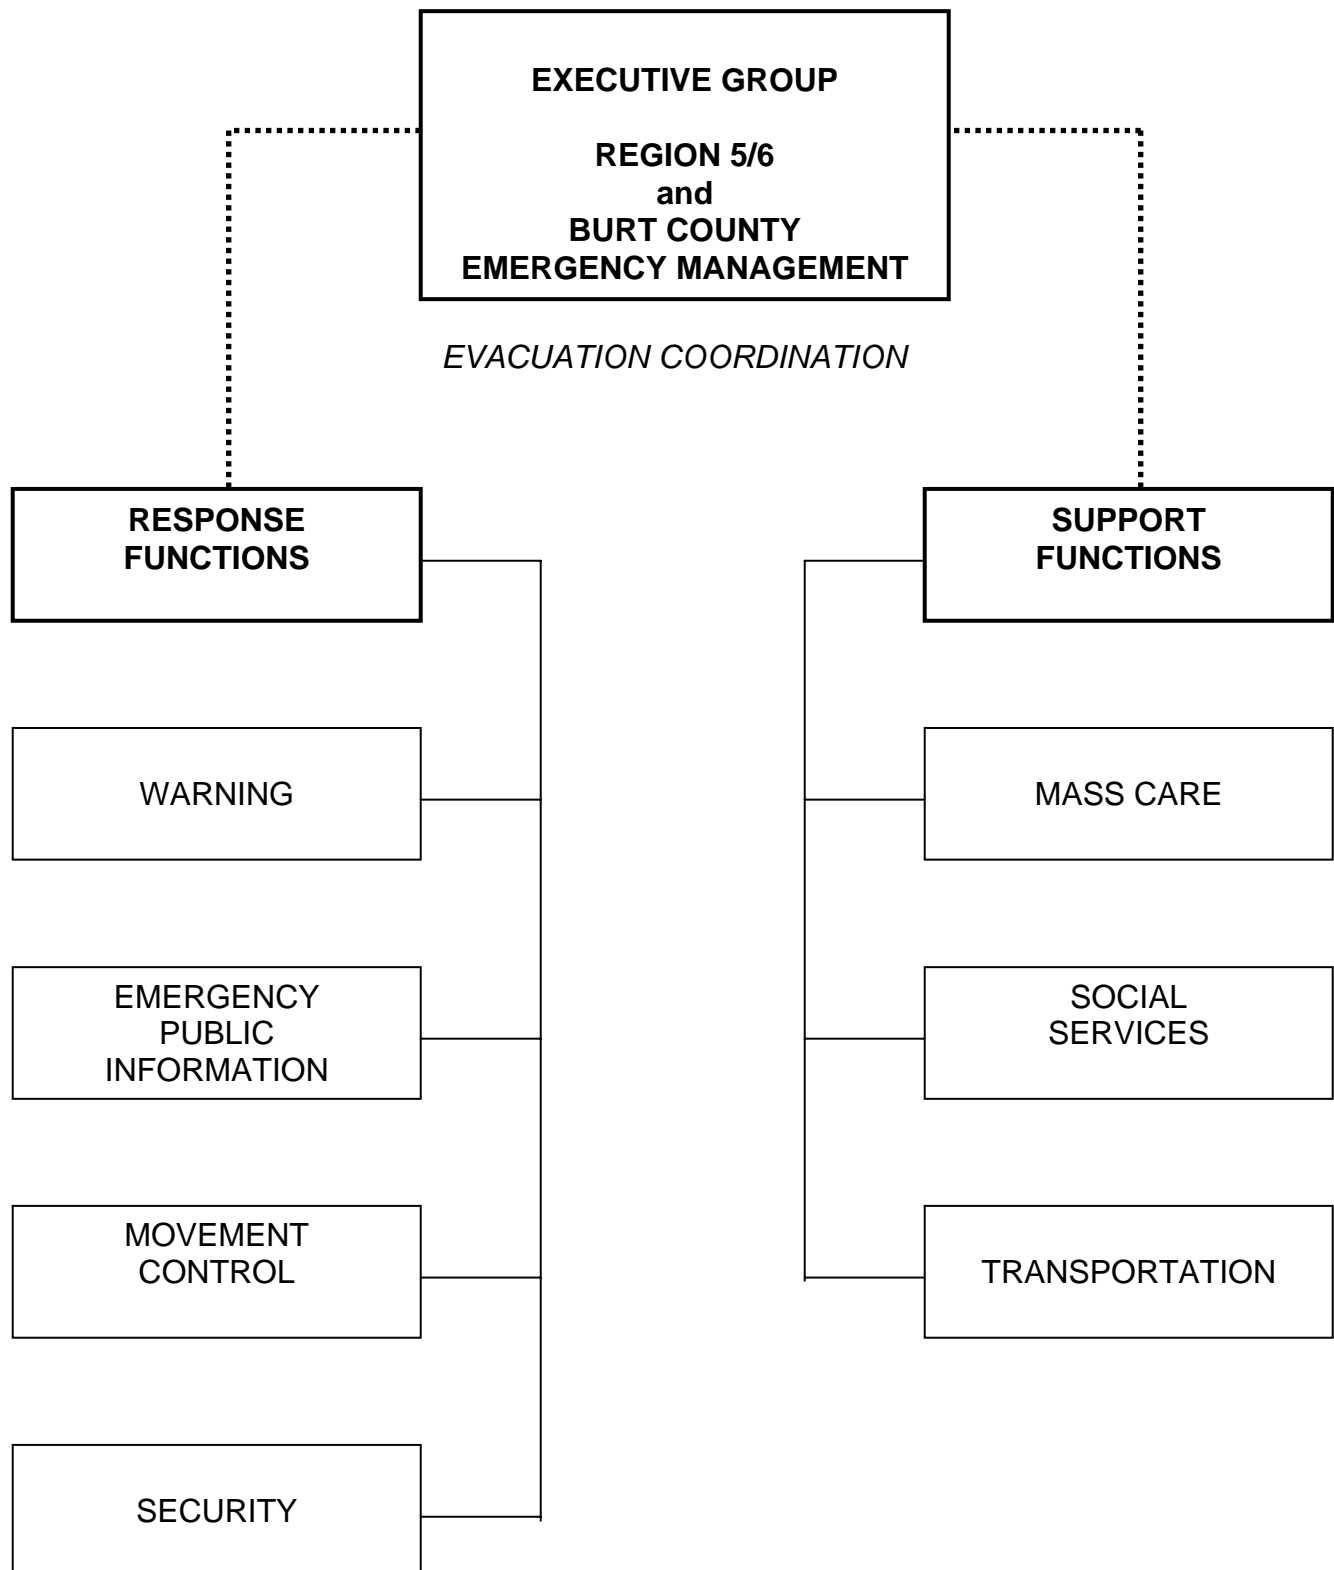 EXECUTIVE GROUP
REGION 5/6
and
BURT COUNTY
EMERGENCY MANAGEMENT
EVACUATION COORDINATION
RESPONSE
FUNCTIONS
WARNING
EMERGENCY
PUBLIC
INFORMATION
MOVEMENT
CONTROL
SECURITY
SUPPORT
FUNCTIONS
MASS CARE
SOCIAL
SERVICES
TRANSPORTATION